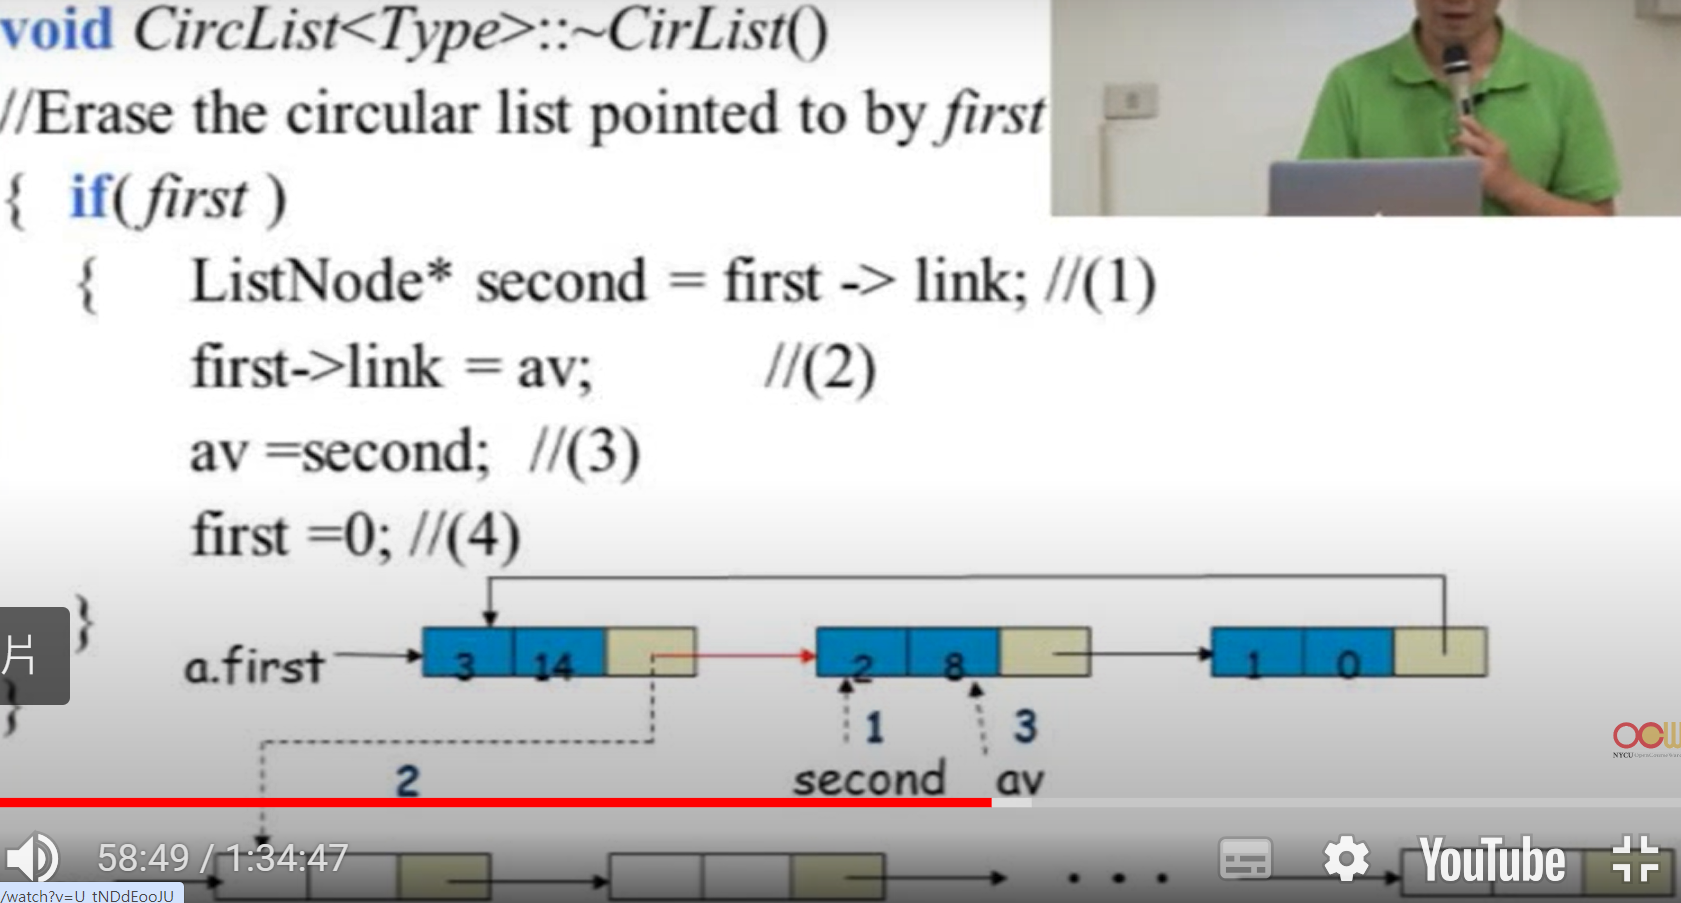 void CircList<Type>::~CirList()
//Erase the circular list pointed to by first
{ if( first )
{ ListNode* second = first -> link; //(1)
first->link = av; //(2)
av =second; //(3)
first =0; //(4)
}
片
}
a.first 3 14 2 8 1 0
1 3
second av
2
OCW
NYCU OpenCourseWare
58:49 / 1:34:47
YouTube
/watch?v=U_tNDdEooJU